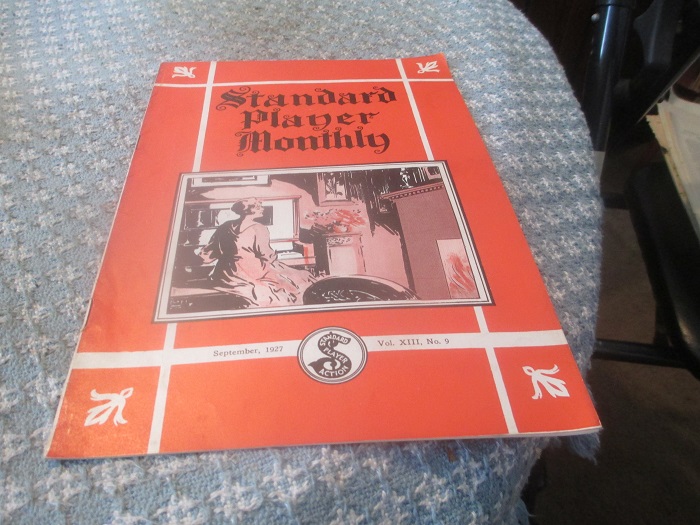 Standard
Player
Monthly
September, 1927
STANDARD
PLAYER
ACTION
Vol. XIII, No. 9